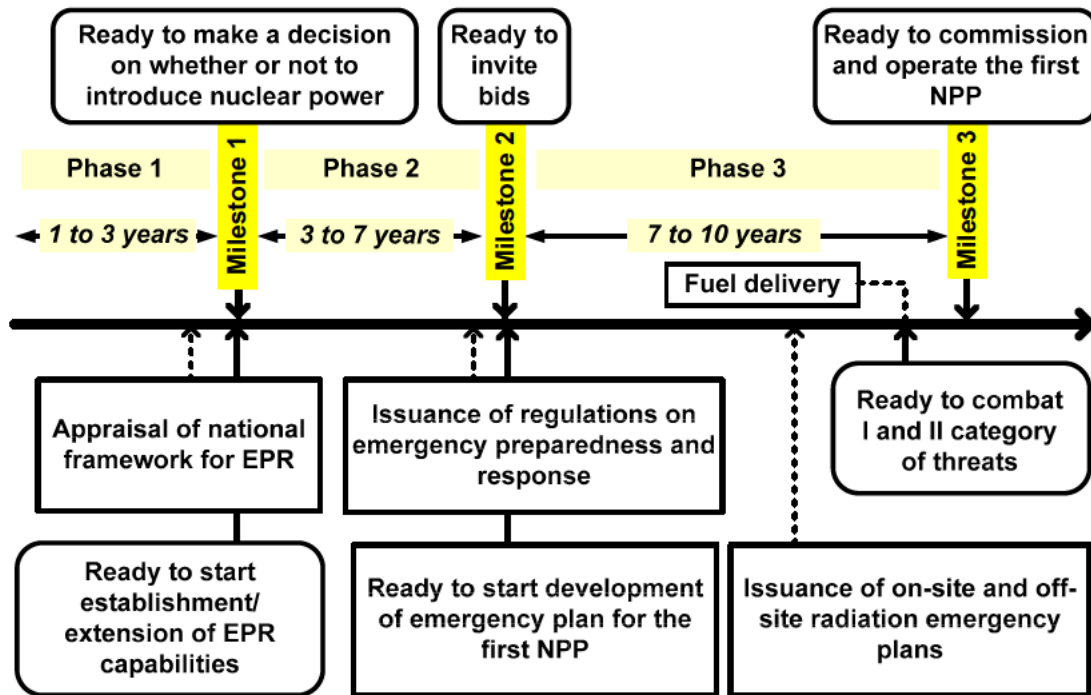 Ready to make a decision
on whether or not to
introduce nuclear power
Ready to
invite
bids
Ready to commission
and operate the first
NPP
Phase 1
Milestone 1
Phase 2
Milestone 2
Phase 3
Milestone 3
1 to 3 years
3 to 7 years
7 to 10 years
Fuel delivery
Appraisal of national
framework for EPR
Issuance of regulations on
emergency preparedness and
response
Ready to combat
I and II category
of threats
Ready to start
establishment/
extension of EPR
capabilities
Ready to start development
of emergency plan for the
first NPP
Issuance of on-site and off-
site radiation emergency
plans